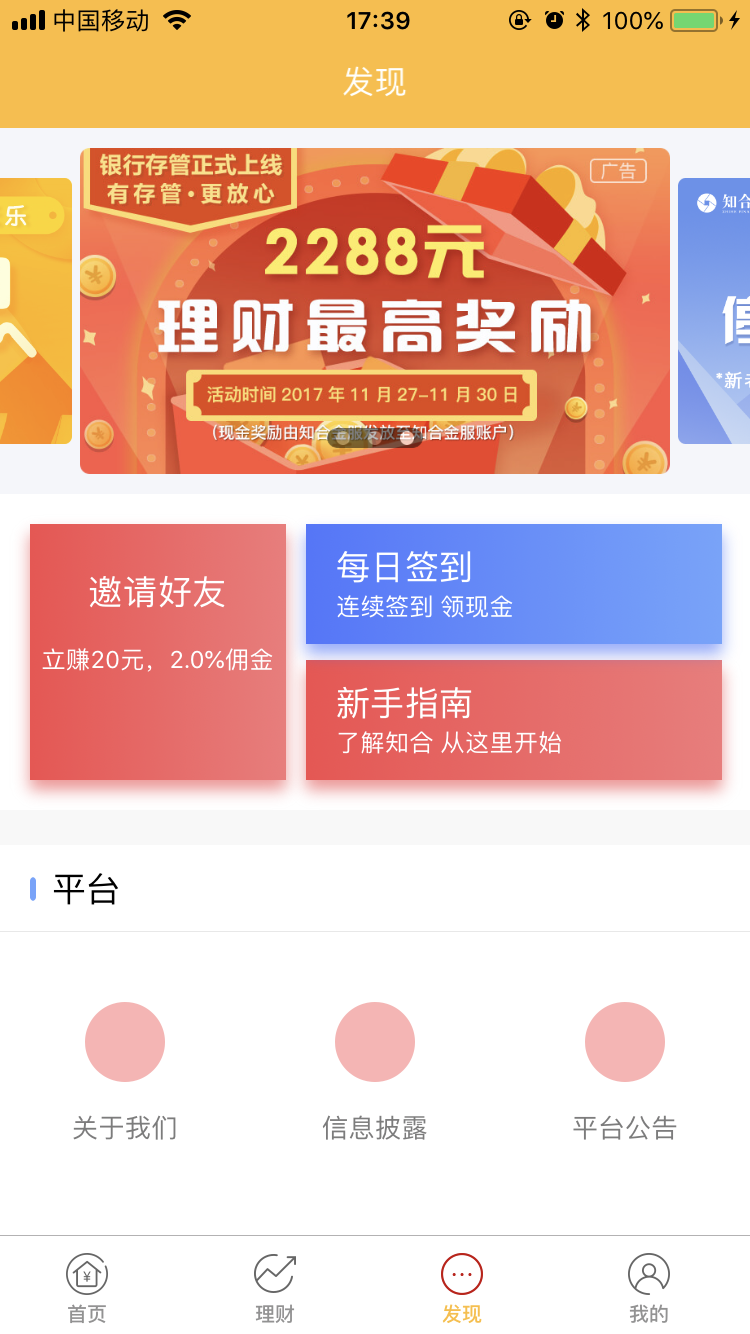 中国移动
17:39
100%
发现
乐
银行存管正式上线
有存管·更放心
广告
2288元
理财最高奖励
活动时间 2017 年 11 月 27-11 月 30 日
(现金奖励由知合金服发放至知合金服账户)
知合
*新
邀请好友
立赚20元，2.0%佣金
每日签到
连续签到 领现金
新手指南
了解知合 从这里开始
平台
关于我们
信息披露
平台公告
首页
理财
发现
我的